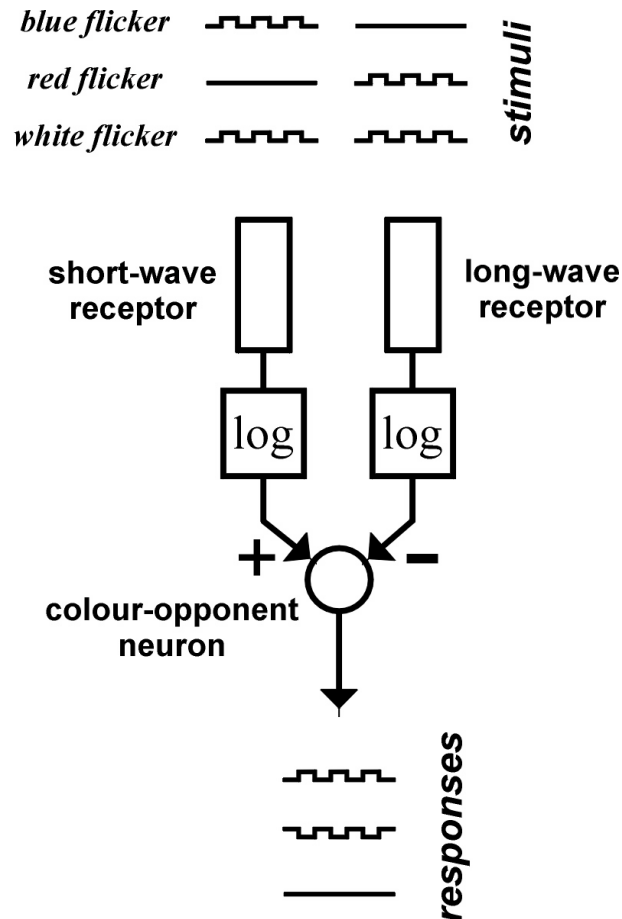 blue flicker
red flicker
white flicker
stimuli
short-wave
receptor
long-wave
receptor
log
log
+
−
colour-opponent
neuron
responses